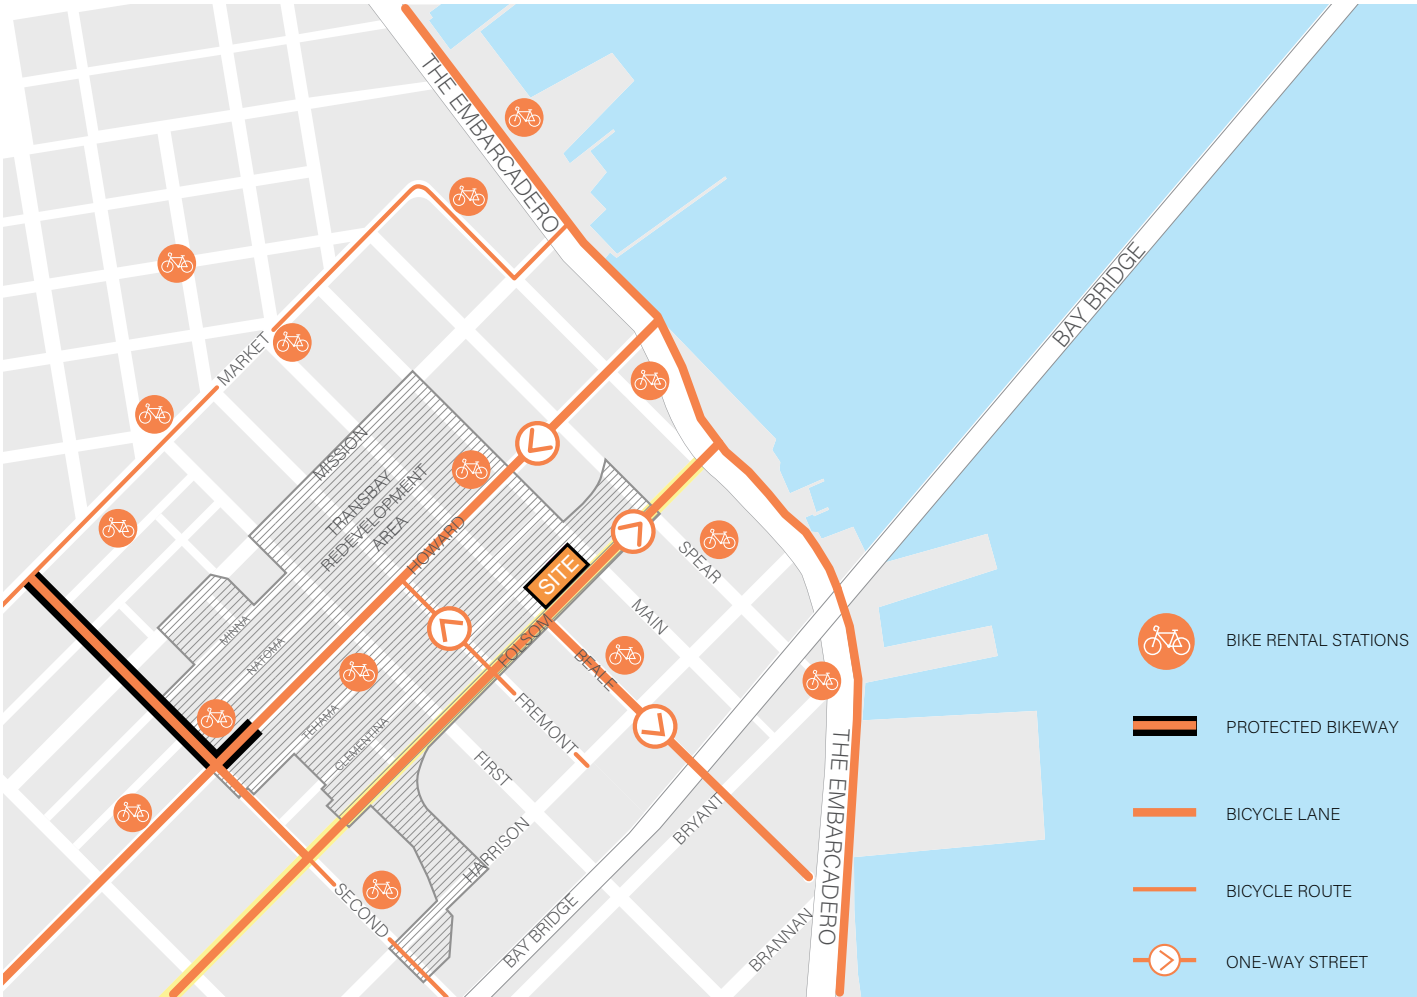 THE EMBARCADERO
BAY BRIDGE
MARKET
MISSION
TRANSBAY
REDEVELOPMENT
AREA
HOWARD
SITE
SPEAR
MAIN
MINNA
NATOMA
FOLSOM
BEALE
TEHAMA
CLEMENTINA
FREMONT
FIRST
BRYANT
HARRISON
SECOND
BAY BRIDGE
BRANNAN
THE EMBARCADERO
BIKE RENTAL STATIONS
PROTECTED BIKEWAY
BICYCLE LANE
BICYCLE ROUTE
ONE-WAY STREET